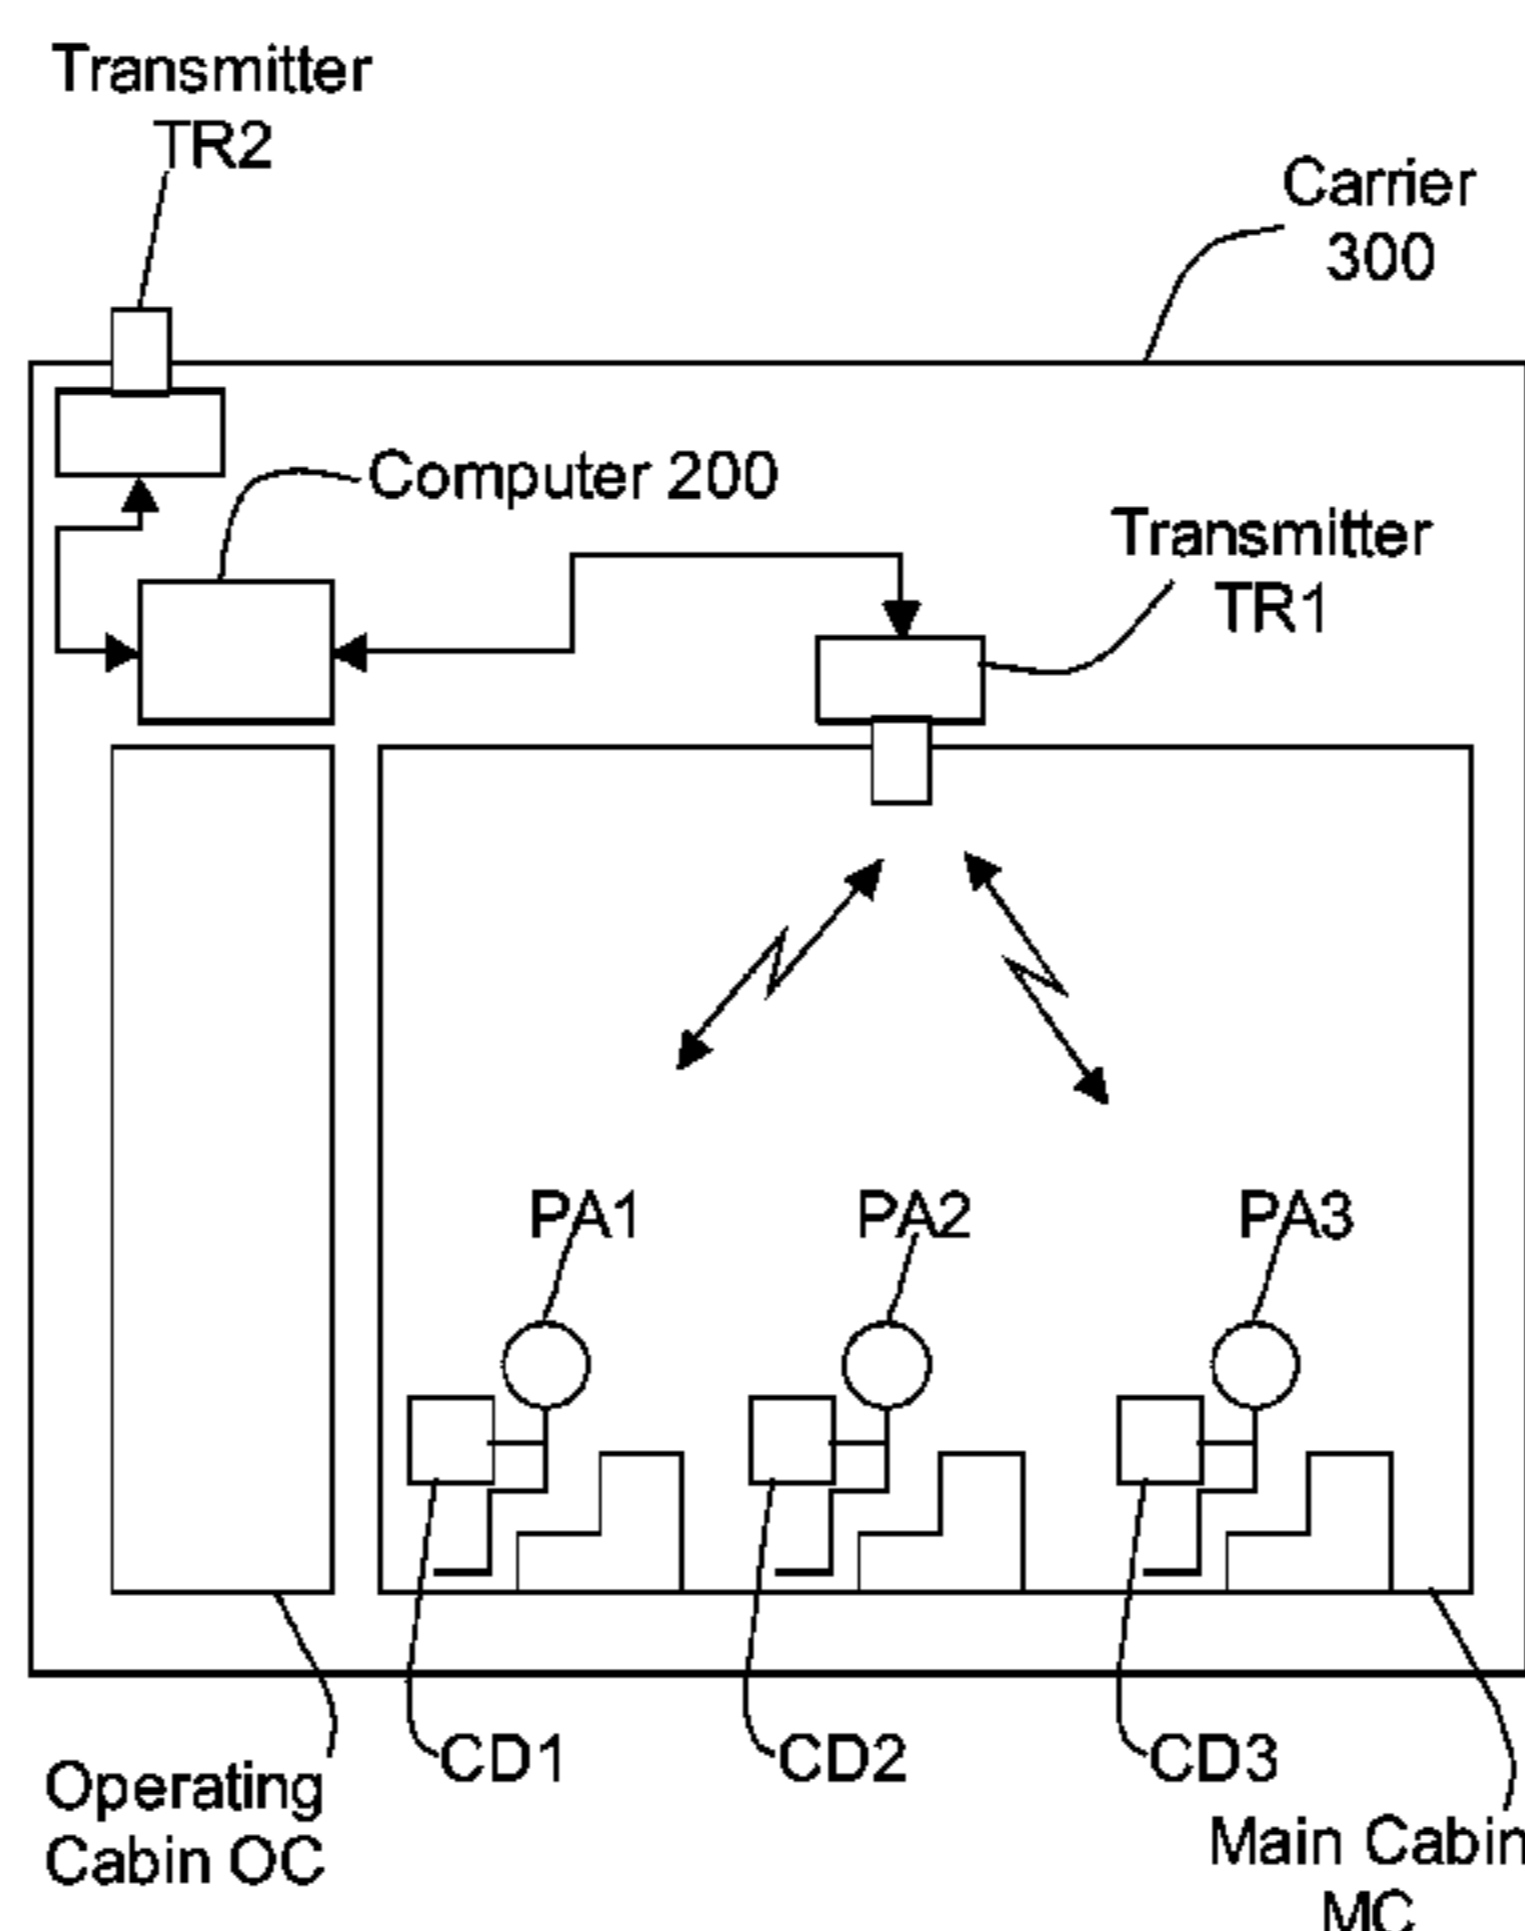 Transmitter
TR2
Carrier
300
Computer 200
Transmitter
TR1
PA1
PA2
PA3
CD1
CD2
CD3
Operating
Cabin OC
Main Cabin
MC